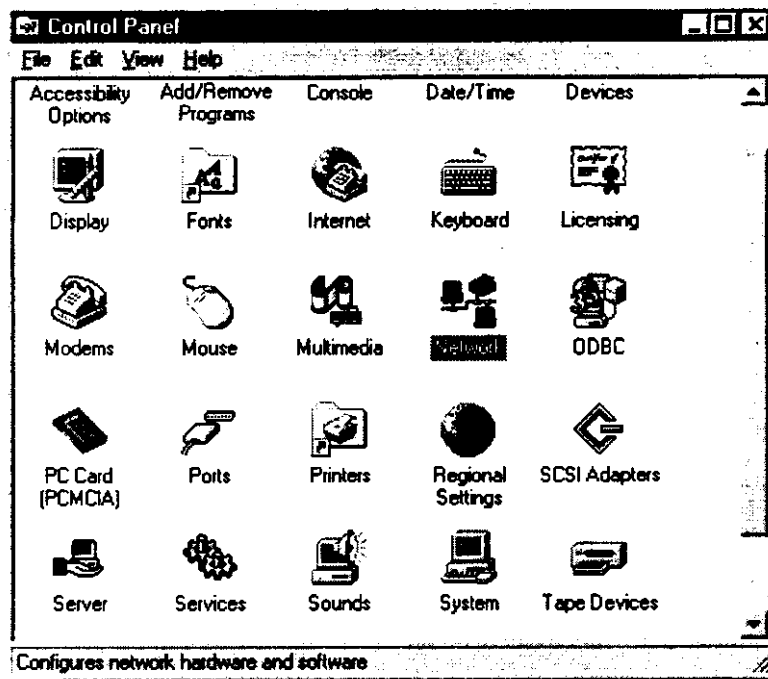 Control Panel
File Edit View Help
Accessibility Options
Add/Remove Programs
Console
Date/Time
Devices
Display
Fonts
Internet
Keyboard
Licensing
Modems
Mouse
Multimedia
Network
ODBC
PC Card (PCMCIA)
Ports
Printers
Regional Settings
SCSI Adapters
Server
Services
Sounds
System
Tape Devices
Configures network hardware and software